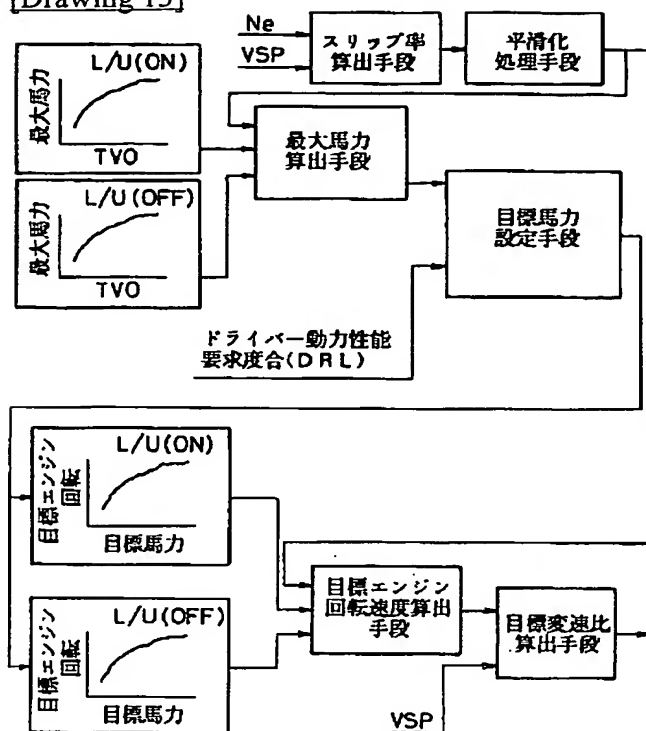 [Drawing 15]
Ne
VSP
スリップ率
算出手段
平滑化
処理手段
L/U(ON)
最大馬力
TVO
L/U(OFF)
最大馬力
TVO
最大馬力
算出手段
目標馬力
設定手段
ドライバー動力性能
要求度合(DRL)
L/U(ON)
目標エンジン
回転
目標馬力
L/U(OFF)
目標エンジン
回転
目標馬力
目標エンジン
回転速度算出
手段
目標変速比
算出手段
VSP